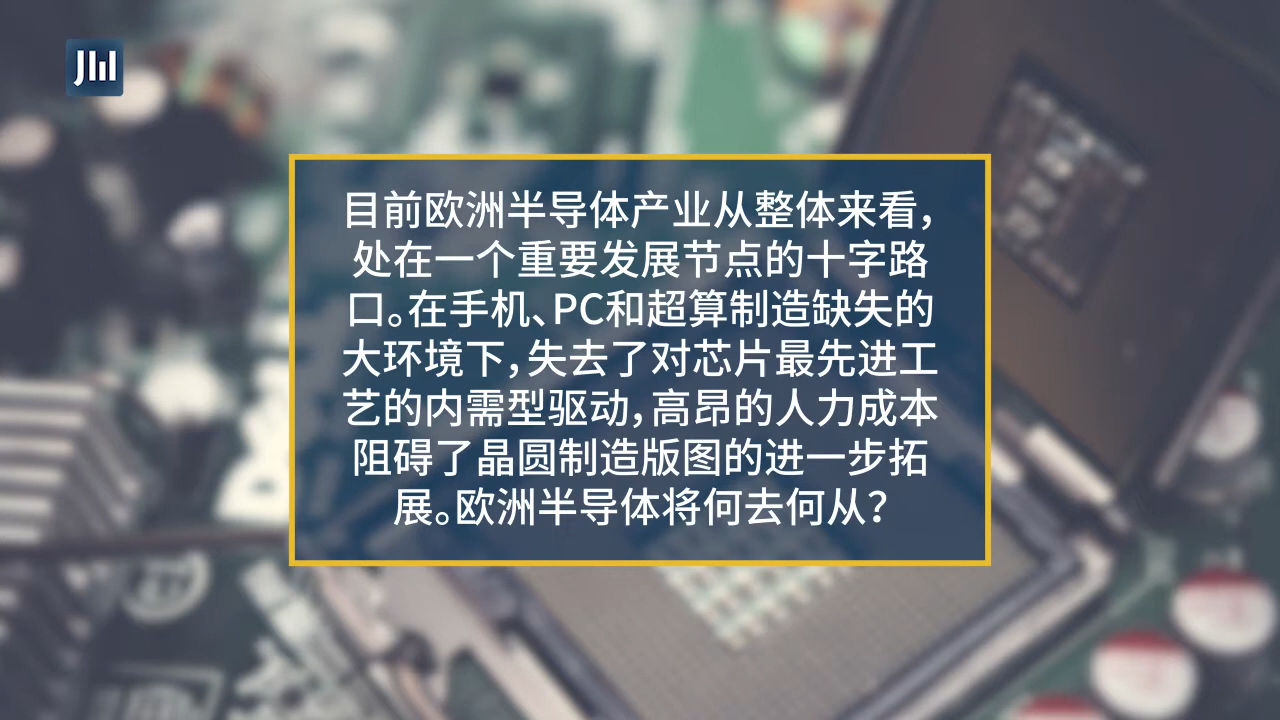 JW
目前欧洲半导体产业从整体来看，
处在一个重要发展节点的十字路
口。在手机、PC和超算制造缺失的
大环境下，失去了对芯片最先进工
艺的内需型驱动，高昂的人力成本
阻碍了晶圆制造版图的进一步拓
展。欧洲半导体将何去何从？